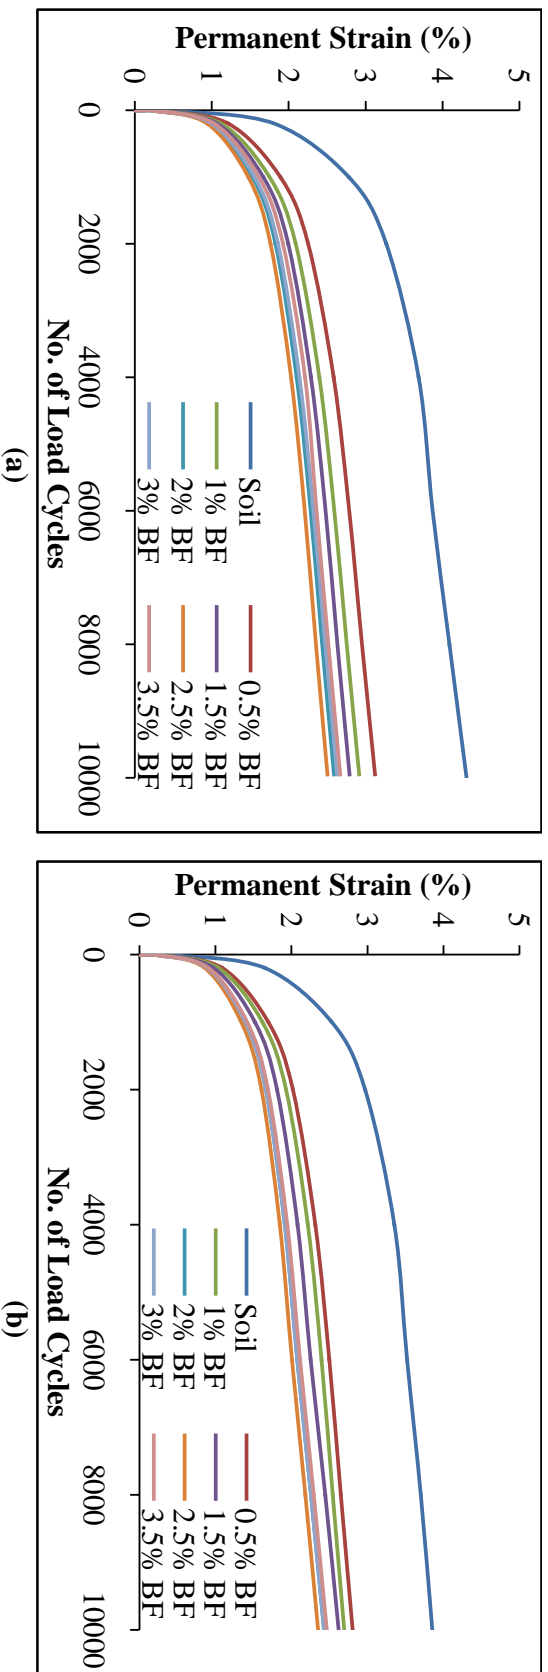 Permanent Strain (%)
5
4
3
2
1
0
0 2000 4000 6000 8000 10000
No. of Load Cycles
Soil 0.5% BF
1% BF 1.5% BF
2% BF 2.5% BF
3% BF 3.5% BF
(a)
Permanent Strain (%)
5
4
3
2
1
0
0 2000 4000 6000 8000 10000
No. of Load Cycles
Soil 0.5% BF
1% BF 1.5% BF
2% BF 2.5% BF
3% BF 3.5% BF
(b)